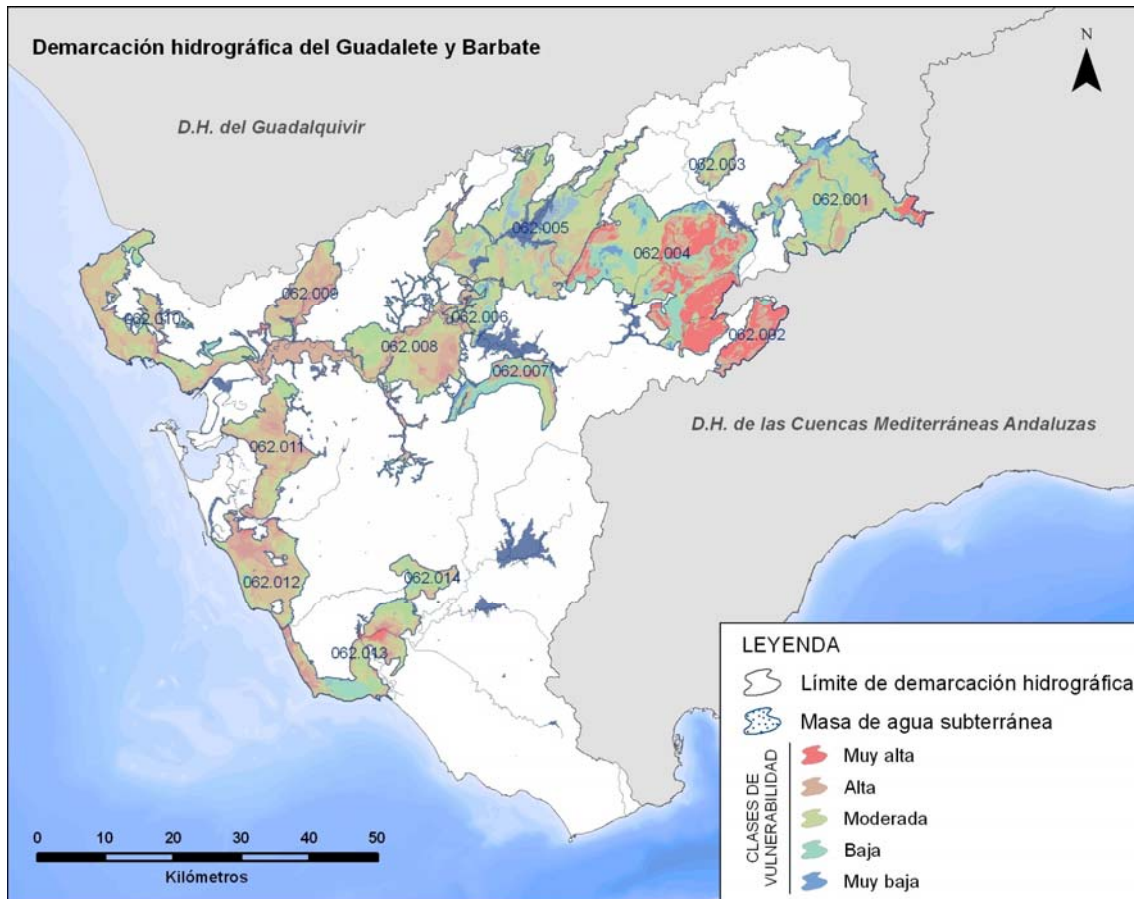 Demarcación hidrográfica del Guadalete y Barbate
N
D.H. del Guadalquivir
062.003
062.001
062.005
062.004
062.009
062.010
062.006
062.002
062.008
062.007
D.H. de las Cuencas Mediterráneas Andaluzas
062.011
062.014
062.012
062.013
LEYENDA
Límite de demarcación hidrográfica
Masa de agua subterránea
CLASES DE
VULNERABILIDAD
Muy alta
Alta
Moderada
Baja
Muy baja
0 10 20 30 40 50
Kilómetros